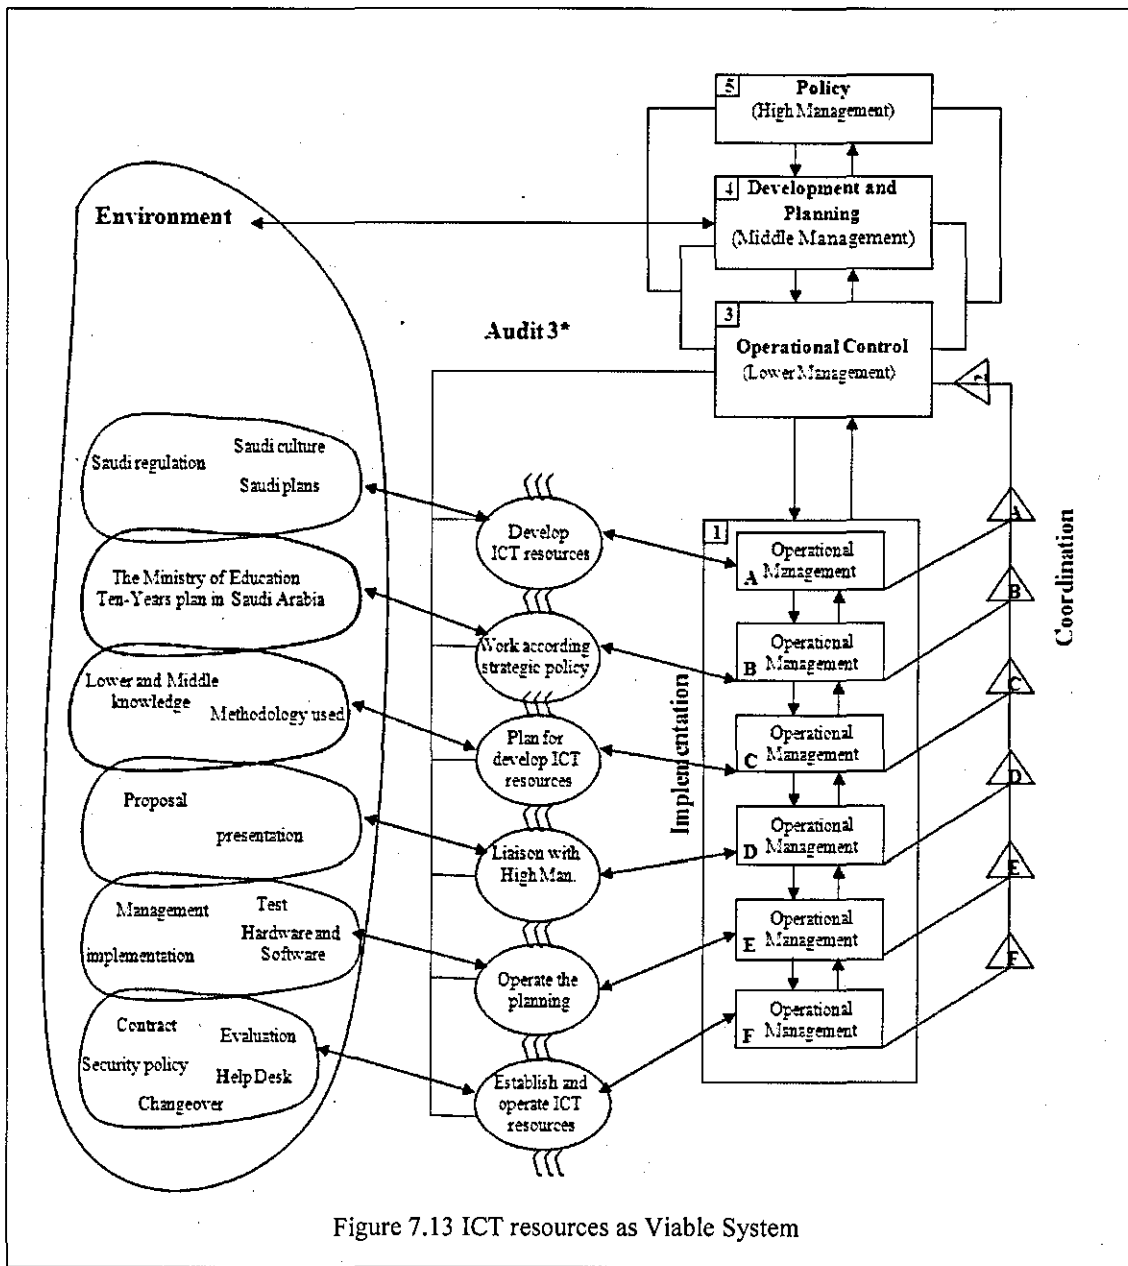 5
Policy
(High Management)
4
Development and
Planning
(Middle Management)
Environment
3
Operational Control
(Lower Management)
Audit 3*
2
Saudi regulation
Saudi culture
Saudi plans
The Ministry of Education
Ten-Years plan in Saudi Arabia
Lower and Middle
knowledge
Methodology used
Proposal
presentation
Management
Test
implementation
Hardware and
Software
Contract
Evaluation
Security policy
Help Desk
Changeover
Develop
ICT resources
Work according
strategic policy
Plan for
develop ICT
resources
Liaison with
High Man.
Operate the
planning
Establish and
operate ICT
resources
Implementation
1
Operational
Management
A
Operational
Management
B
Operational
Management
C
Operational
Management
D
Operational
Management
E
Operational
Management
F
A
B
C
D
E
F
Coordination
Figure 7.13 ICT resources as Viable System